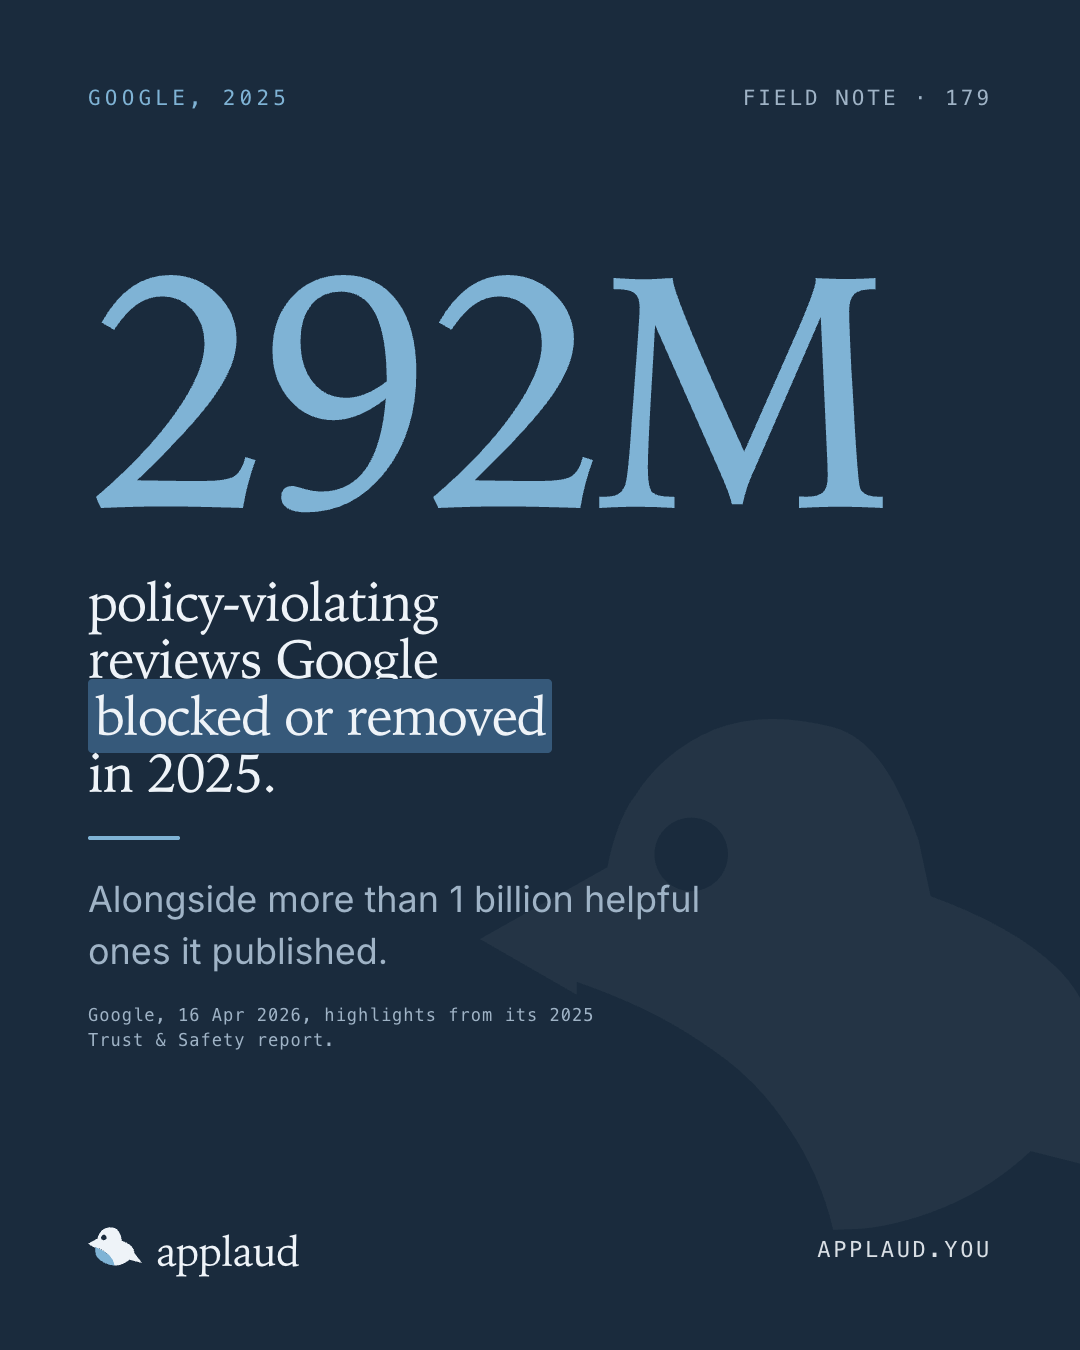 GOOGLE, 2025
FIELD NOTE · 179
292M
policy-violating
reviews Google
blocked or removed
in 2025.
Alongside more than 1 billion helpful
ones it published.
Google, 16 Apr 2026, highlights from its 2025
Trust & Safety report.
applaud
APPLAUD.YOU